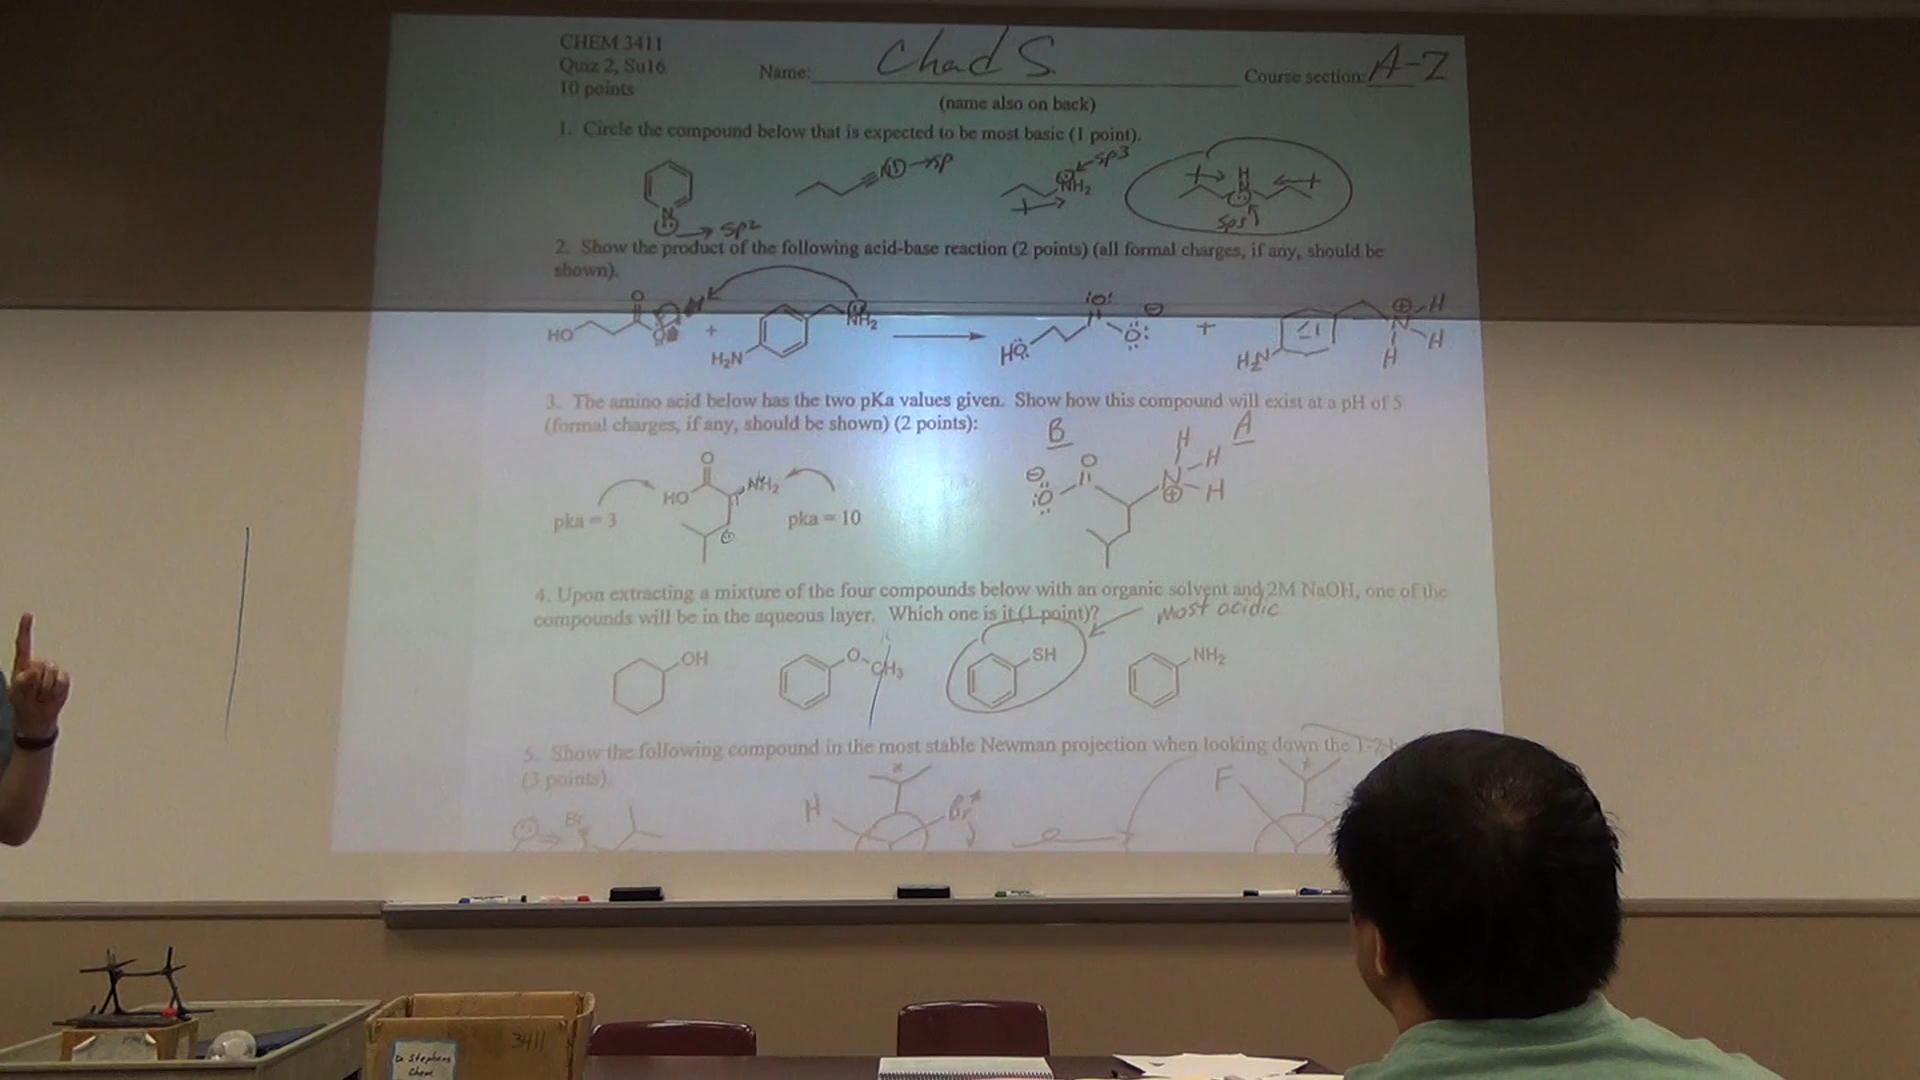 CHEM 3411
Quiz 2, Su16
10 points
Name: Chad S.
Course section: A-Z
(name also on back)
1. Circle the compound below that is expected to be most basic (1 point).
N → sp2
N → sp
NH2 ← sp3
H
N
sp3
2. Show the product of the following acid-base reaction (2 points) (all formal charges, if any, should be
shown).
HO O O H + H2N NH2 → HO O O ⊖ + H2N N ⊕ H H H
3. The amino acid below has the two pKa values given. Show how this compound will exist at a pH of 5
(formal charges, if any, should be shown) (2 points):
B A
pka = 3 HO O NH2 pka = 10
⊖ O O N ⊕ H H H
4. Upon extracting a mixture of the four compounds below with an organic solvent and 2M NaOH, one of the
compounds will be in the aqueous layer. Which one is it (1 point)? ← most acidic
OH O CH3 SH NH2
5. Show the following compound in the most stable Newman projection when looking down the 1-2
(3 points).
Br H * Br* F *
3411
Dr Stephens
Chem